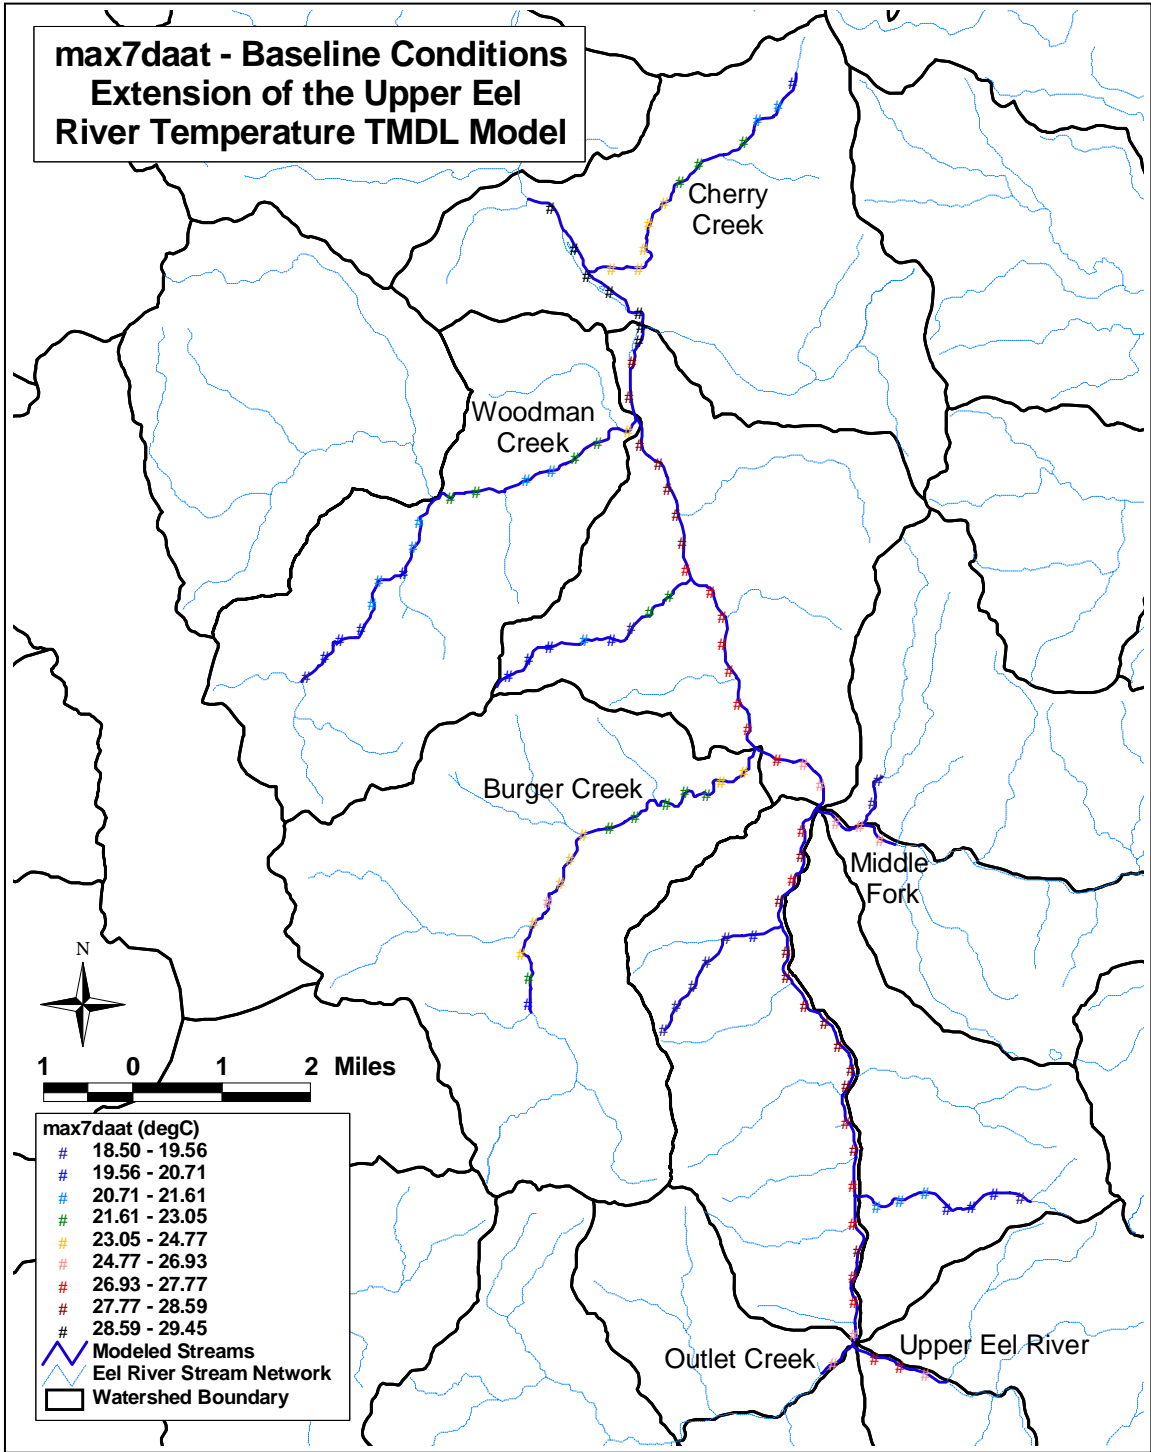 max7daat - Baseline Conditions
Extension of the Upper Eel
River Temperature TMDL Model
Cherry
Creek
Woodman
Creek
Burger Creek
Middle
Fork
N
1 0 1 2 Miles
max7daat (degC)
# 18.50 - 19.56
# 19.56 - 20.71
# 20.71 - 21.61
# 21.61 - 23.05
# 23.05 - 24.77
# 24.77 - 26.93
# 26.93 - 27.77
# 27.77 - 28.59
# 28.59 - 29.45
Modeled Streams
Eel River Stream Network
Watershed Boundary
Outlet Creek
Upper Eel River